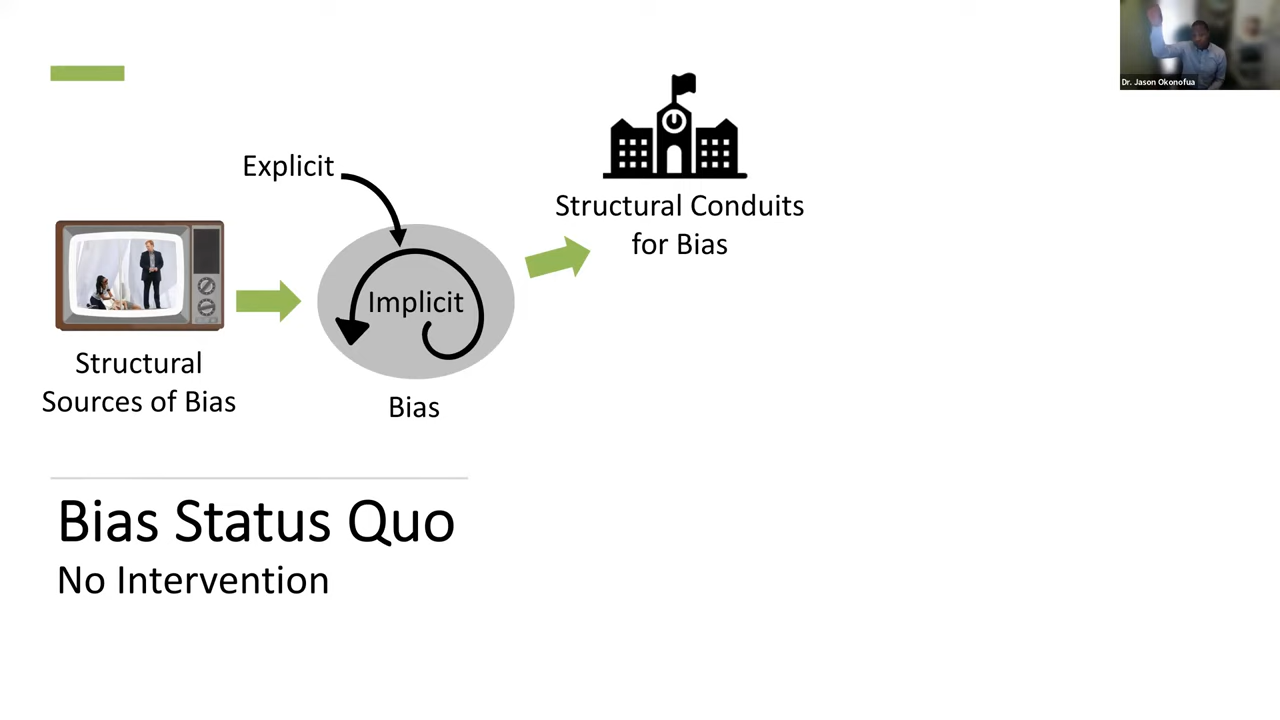 Dr. Jason Okonofua
Explicit
Structural Conduits
for Bias
Implicit
Structural
Sources of Bias
Bias
Bias Status Quo
No Intervention